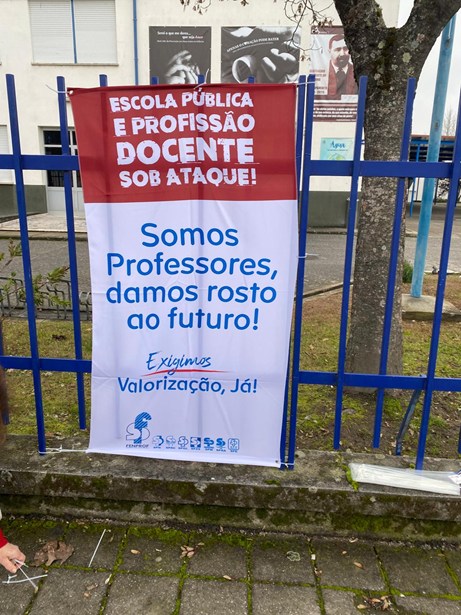 ESCOLA PÚBLICA
E PROFISSÃO
DOCENTE
SOB ATAQUE!
Somos
Professores,
damos rosto
ao futuro!
Exigimos
Valorização, Já!
FENPROF